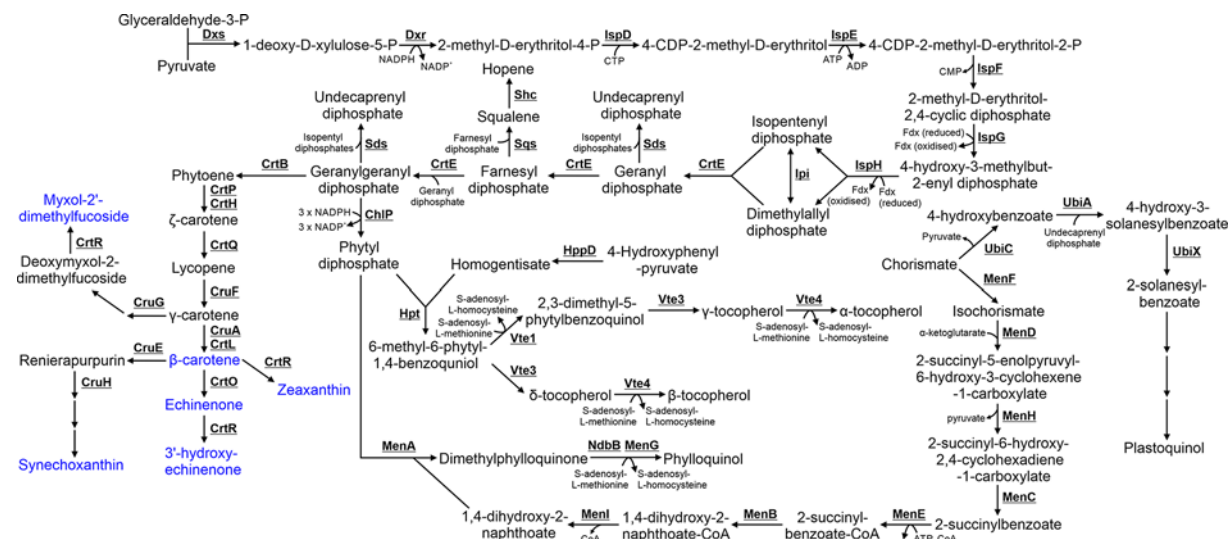 Glyceraldehyde-3-P
Dxs
Pyruvate
1-deoxy-D-xylulose-5-P
Dxr
NADPH
NADP+
2-methyl-D-erythritol-4-P
IspD
CTP
4-CDP-2-methyl-D-erythritol
IspE
ATP
ADP
4-CDP-2-methyl-D-erythritol-2-P
CMP
IspF
2-methyl-D-erythritol-
2,4-cyclic diphosphate
Fdx (reduced)
Fdx (oxidised)
IspG
4-hydroxy-3-methylbut-
2-enyl diphosphate
IspH
Fdx
(oxidised)
Fdx
(reduced)
Isopentenyl
diphosphate
Ipi
Dimethylallyl
diphosphate
CrtE
Geranyl
diphosphate
Isopentyl
diphosphates
Sds
Undecaprenyl
diphosphate
CrtE
Farnesyl
diphosphate
Farnesyl
diphosphate
Sqs
Squalene
Shc
Hopene
CrtE
Geranyl
diphosphate
Geranylgeranyl
diphosphate
Isopentyl
diphosphates
Sds
Undecaprenyl
diphosphate
CrtB
Phytoene
CrtP
CrtH
ζ-carotene
CrtQ
Lycopene
CruF
γ-carotene
CruG
Deoxymyxol-2-
dimethylfucoside
CrtR
Myxol-2'-
dimethylfucoside
CruA
CrtL
β-carotene
CruE
Renierapurpurin
CruH
Synechoxanthin
CrtR
Zeaxanthin
CrtO
Echinenone
CrtR
3'-hydroxy-
echinenone
3 x NADPH
3 x NADP+
ChlP
Phytyl
diphosphate
Homogentisate
HppD
4-Hydroxyphenyl
-pyruvate
Hpt
6-methyl-6-phytyl-
1,4-benzoquniol
S-adenosyl-
L-homocysteine
S-adenosyl-
L-methionine
Vte1
2,3-dimethyl-5-
phytylbenzoquinol
Vte3
γ-tocopherol
Vte4
S-adenosyl-
L-methionine
S-adenosyl-
L-homocysteine
α-tocopherol
Vte3
δ-tocopherol
Vte4
S-adenosyl-
L-methionine
S-adenosyl-
L-homocysteine
β-tocopherol
MenA
Dimethylphylloquinone
NdbB MenG
S-adenosyl-
L-methionine
S-adenosyl-
L-homocysteine
Phylloquinol
Chorismate
Pyruvate
UbiC
4-hydroxybenzoate
UbiA
Undecaprenyl
diphosphate
4-hydroxy-3-
solanesylbenzoate
UbiX
2-solanesyl-
benzoate
Plastoquinol
MenF
Isochorismate
α-ketoglutarate
MenD
2-succinyl-5-enolpyruvyl-
6-hydroxy-3-cyclohexene
-1-carboxylate
pyruvate
MenH
2-succinyl-6-hydroxy-
2,4-cyclohexadiene
-1-carboxylate
MenC
2-succinylbenzoate
MenE
ATP CoA
2-succinyl-
benzoate-CoA
MenB
1,4-dihydroxy-2-
naphthoate-CoA
MenI
CoA
1,4-dihydroxy-2-
naphthoate